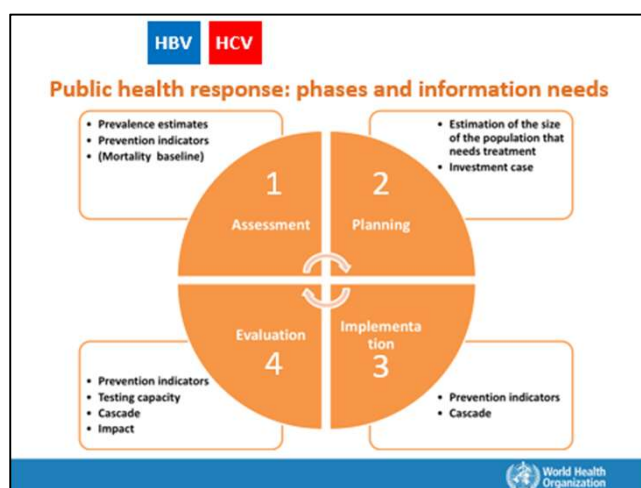 HBV HCV
Public health response: phases and information needs
• Prevalence estimates
• Prevention indicators
• (Mortality baseline)
• Estimation of the size
of the population that
needs treatment
• Investment case
1
Assessment
2
Planning
Evaluation
4
Implementa
tion
3
• Prevention indicators
• Testing capacity
• Cascade
• Impact
• Prevention indicators
• Cascade
World Health
Organization